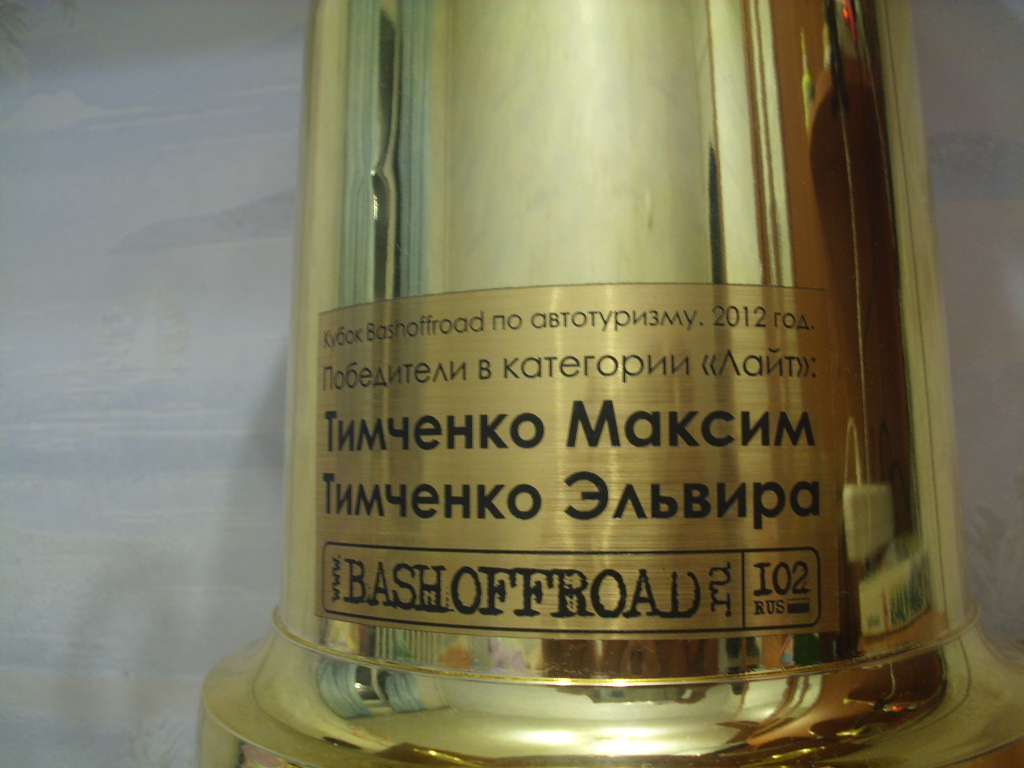 Кубок Bashoffroad по автотуризму. 2012 год.
Победители в категории «Лайт»:
Тимченко Максим
Тимченко Эльвира
www.BASHOFFROAD.ru 102 RUS